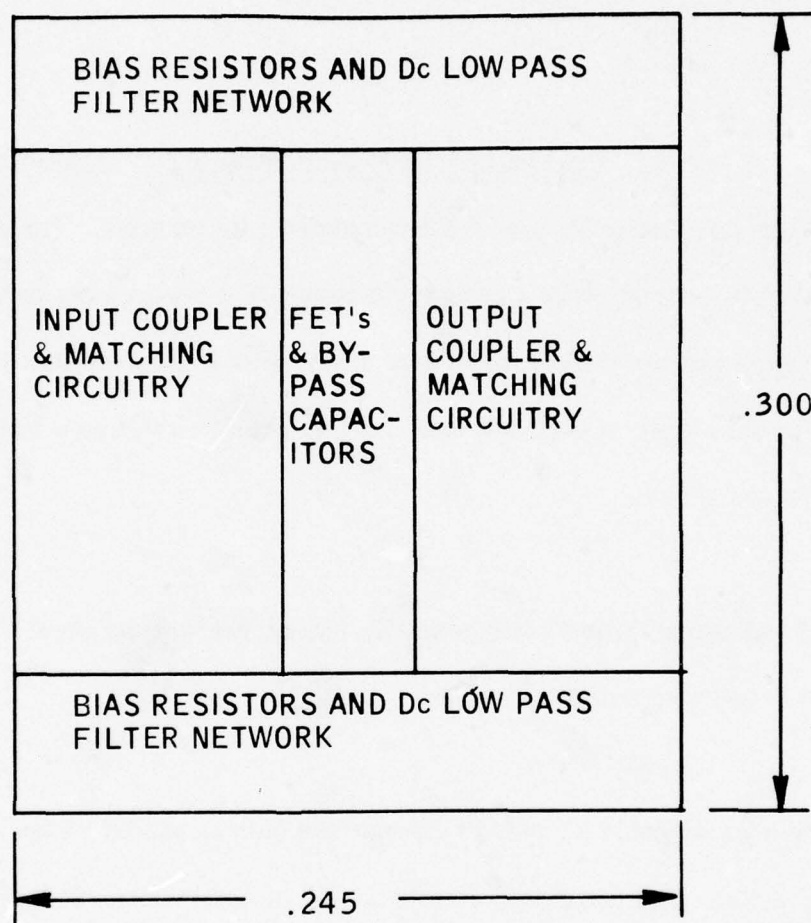 BIAS RESISTORS AND Dc LOW PASS
FILTER NETWORK
INPUT COUPLER
& MATCHING
CIRCUITRY
FET's
& BY-
PASS
CAPAC-
ITORS
OUTPUT
COUPLER &
MATCHING
CIRCUITRY
.300
BIAS RESISTORS AND Dc LOW PASS
FILTER NETWORK
.245